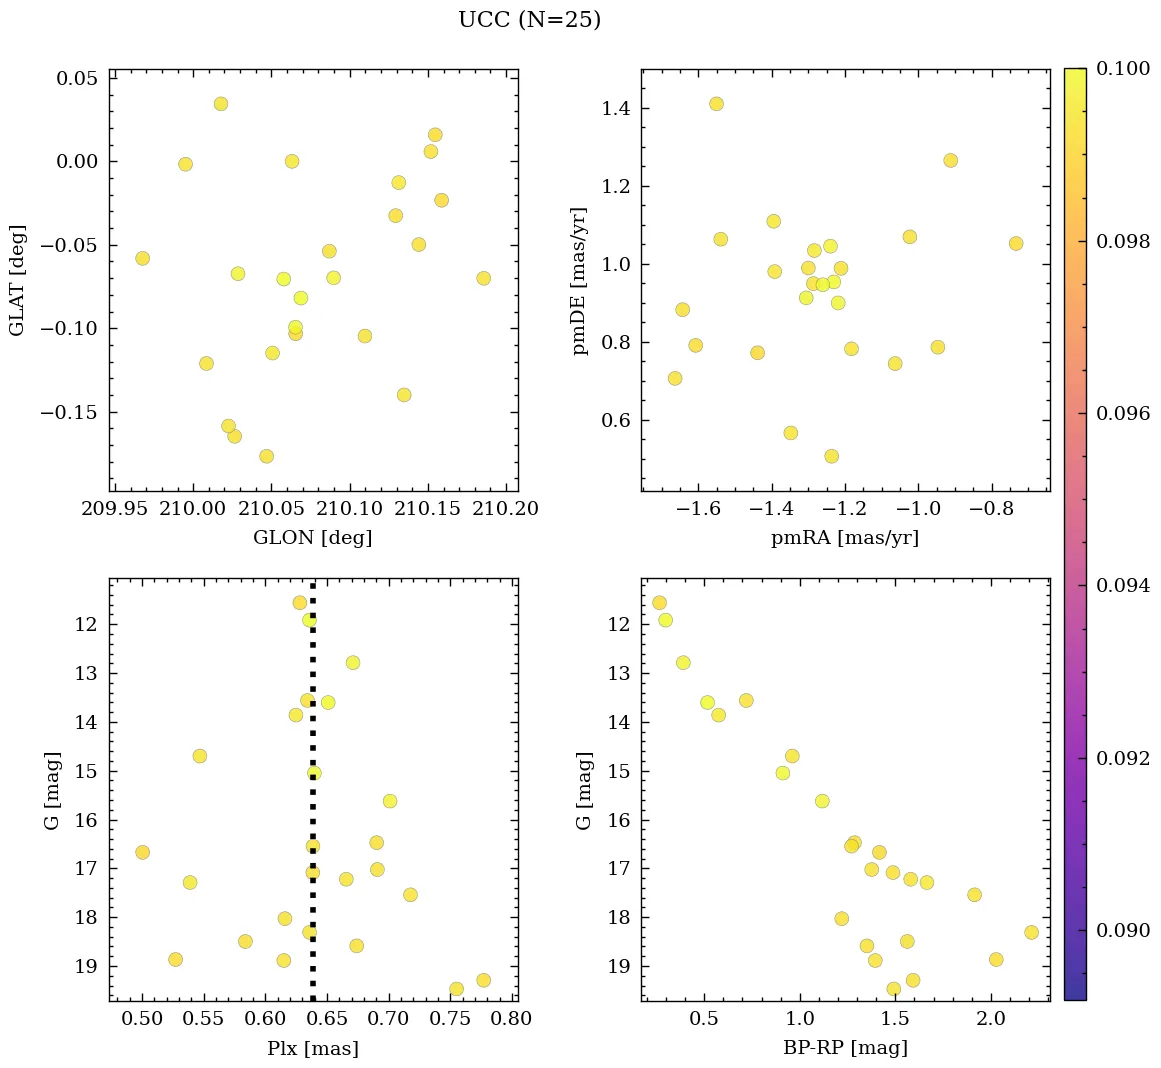 UCC (N=25)
0.05
0.00
−0.05
−0.10
−0.15
GLAT [deg]
209.95 210.00 210.05 210.10 210.15 210.20
GLON [deg]
1.4
1.2
1.0
0.8
0.6
pmDE [mas/yr]
−1.6 −1.4 −1.2 −1.0 −0.8
pmRA [mas/yr]
0.100
0.098
0.096
0.094
0.092
0.090
12
13
14
15
16
17
18
19
G [mag]
0.50 0.55 0.60 0.65 0.70 0.75 0.80
Plx [mas]
12
13
14
15
16
17
18
19
G [mag]
0.5 1.0 1.5 2.0
BP-RP [mag]